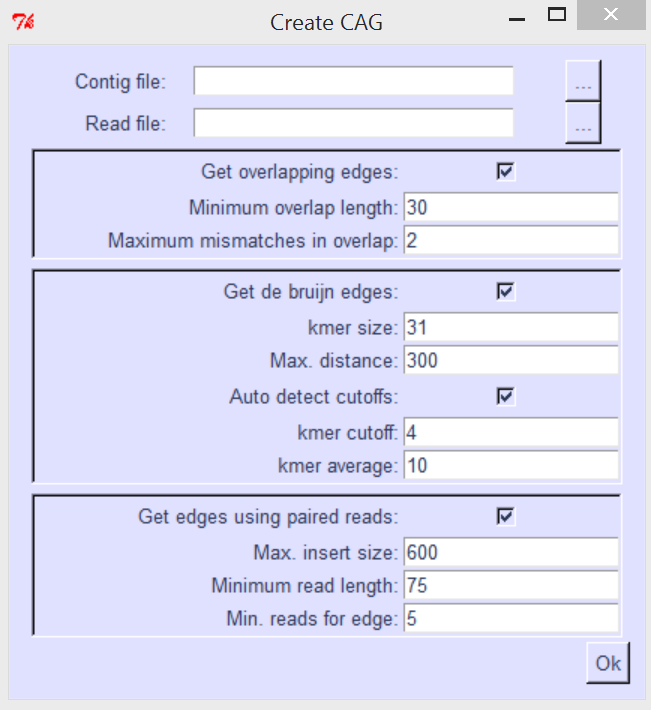 Create CAG
Contig file: ...
Read file: ...
Get overlapping edges:
Minimum overlap length: 30
Maximum mismatches in overlap: 2
Get de bruijn edges:
kmer size: 31
Max. distance: 300
Auto detect cutoffs:
kmer cutoff: 4
kmer average: 10
Get edges using paired reads:
Max. insert size: 600
Minimum read length: 75
Min. reads for edge: 5
Ok